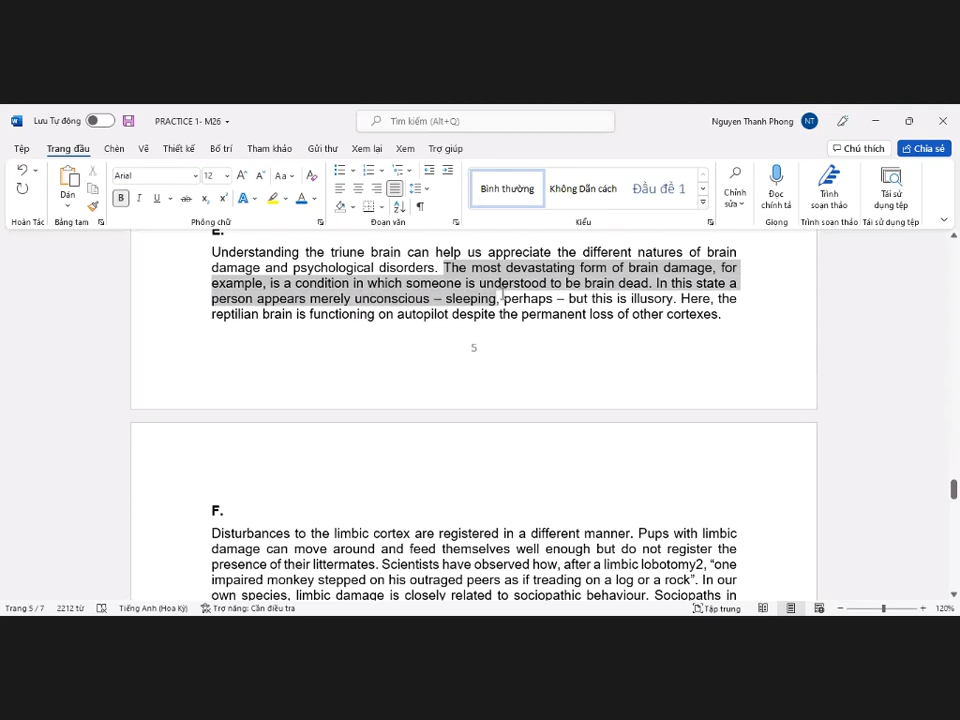 Lưu Tự động PRACTICE 1- M26 Tìm kiếm (Alt+Q) Nguyen Thanh Phong NT
Tệp Trang đầu Chèn Vẽ Thiết kế Bố trí Tham khảo Gửi thư Xem lại Xem Trợ giúp Chú thích Chia sẻ
Dán Arial 12 Bình thường Không Dãn cách Đầu đề 1 Chỉnh sửa Đọc chính tả Trình soạn thảo Tái sử dụng tệp
Hoàn Tác Bảng tạm Phông chữ Đoạn văn Kiểu Giọng Trình soạn thảo Tái sử dụng tệp
E.
Understanding the triune brain can help us appreciate the different natures of brain
damage and psychological disorders. The most devastating form of brain damage, for
example, is a condition in which someone is understood to be brain dead. In this state a
person appears merely unconscious – sleeping, perhaps – but this is illusory. Here, the
reptilian brain is functioning on autopilot despite the permanent loss of other cortexes.
5
F.
Disturbances to the limbic cortex are registered in a different manner. Pups with limbic
damage can move around and feed themselves well enough but do not register the
presence of their littermates. Scientists have observed how, after a limbic lobotomy2, “one
impaired monkey stepped on his outraged peers as if treading on a log or a rock”. In our
own species, limbic damage is closely related to sociopathic behaviour. Sociopaths in
Trang 5 / 7 2212 từ Tiếng Anh (Hoa Kỳ) Trợ năng: Cần điều tra Tập trung 120%